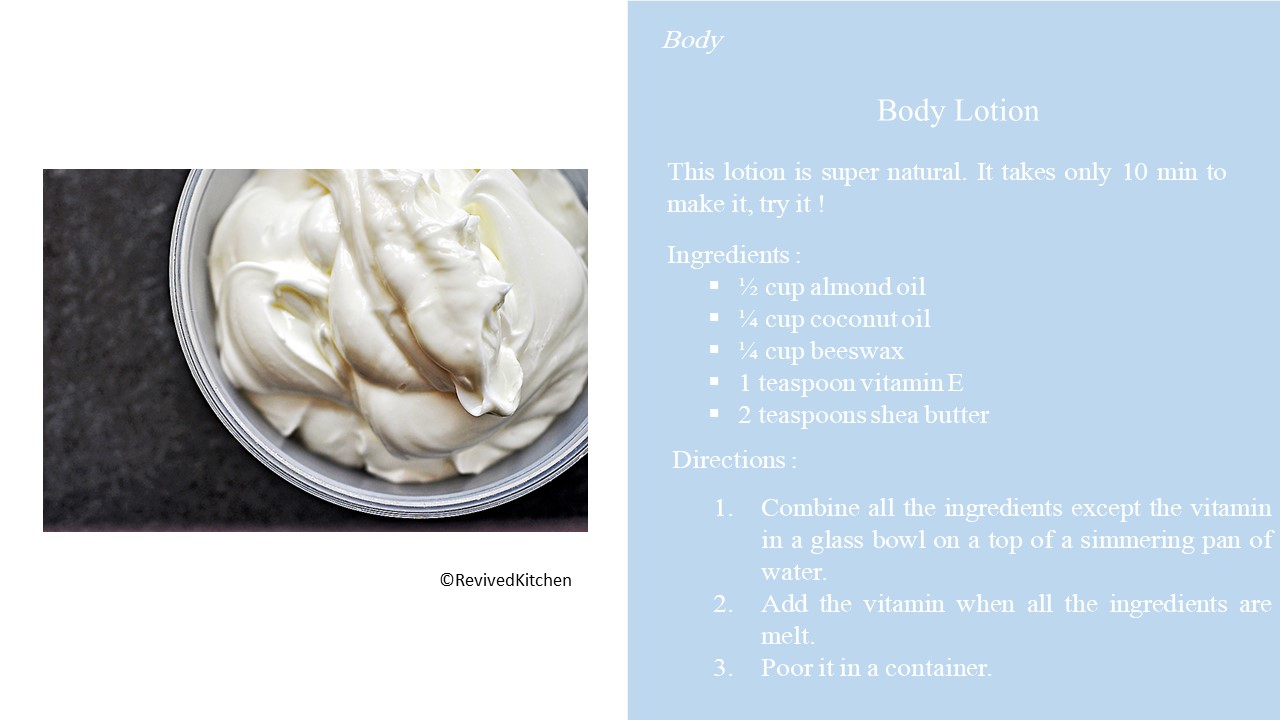 Body
Body Lotion
This lotion is super natural. It takes only 10 min to
make it, try it !
Ingredients :
▪ ½ cup almond oil
▪ ¼ cup coconut oil
▪ ¼ cup beeswax
▪ 1 teaspoon vitamin E
▪ 2 teaspoons shea butter
Directions :
1. Combine all the ingredients except the vitamin
in a glass bowl on a top of a simmering pan of
water.
2. Add the vitamin when all the ingredients are
melt.
3. Poor it in a container.
©RevivedKitchen